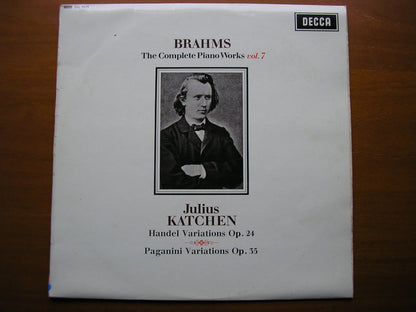 DECCA
BRAHMS
The Complete Piano Works vol. 7
Julius
KATCHEN
Handel Variations Op. 24
Paganini Variations Op. 35